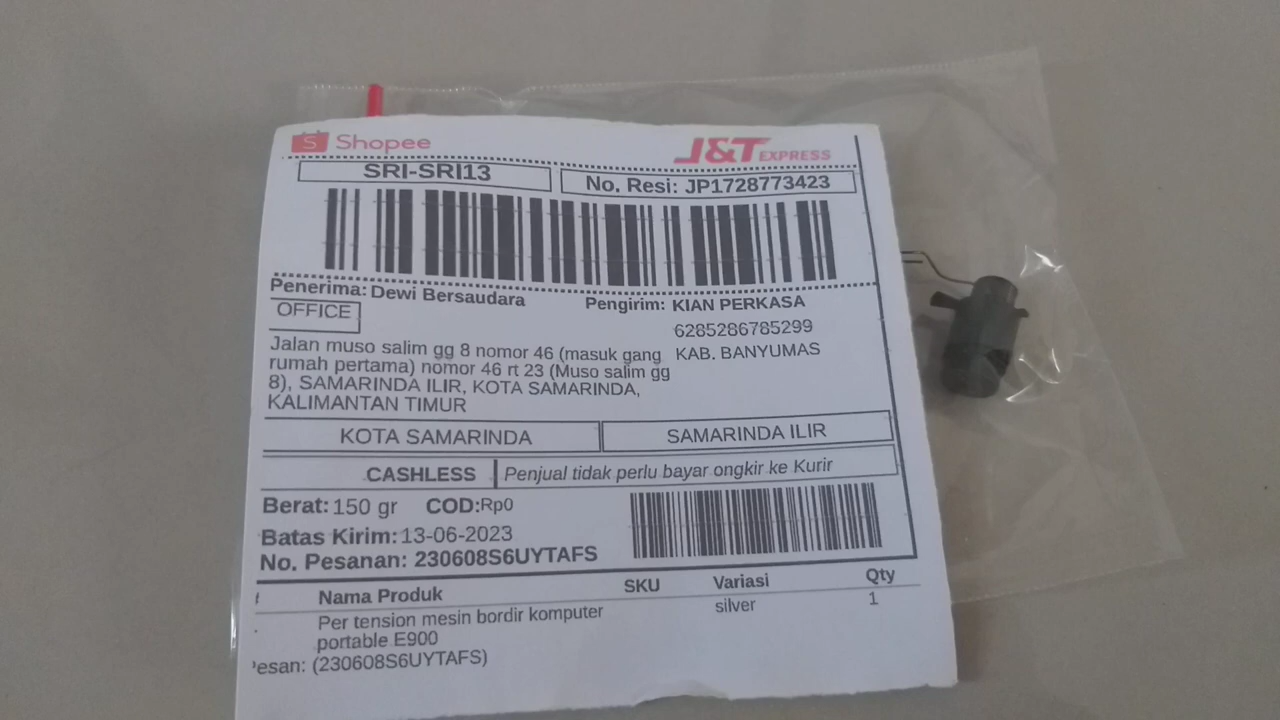 Shopee
J&T EXPRESS
SRI-SRI13
No. Resi: JP1728773423
Penerima: Dewi Bersaudara
OFFICE
Pengirim: KIAN PERKASA
6285286785299
KAB. BANYUMAS
Jalan muso salim gg 8 nomor 46 (masuk gang
rumah pertama) nomor 46 rt 23 (Muso salim gg
8), SAMARINDA ILIR, KOTA SAMARINDA,
KALIMANTAN TIMUR
KOTA SAMARINDA
SAMARINDA ILIR
CASHLESS
Penjual tidak perlu bayar ongkir ke Kurir
Berat: 150 gr COD:Rp0
Batas Kirim: 13-06-2023
No. Pesanan: 230608S6UYTAFS
Nama Produk SKU Variasi Qty
Per tension mesin bordir komputer silver 1
portable E900
esan: (230608S6UYTAFS)